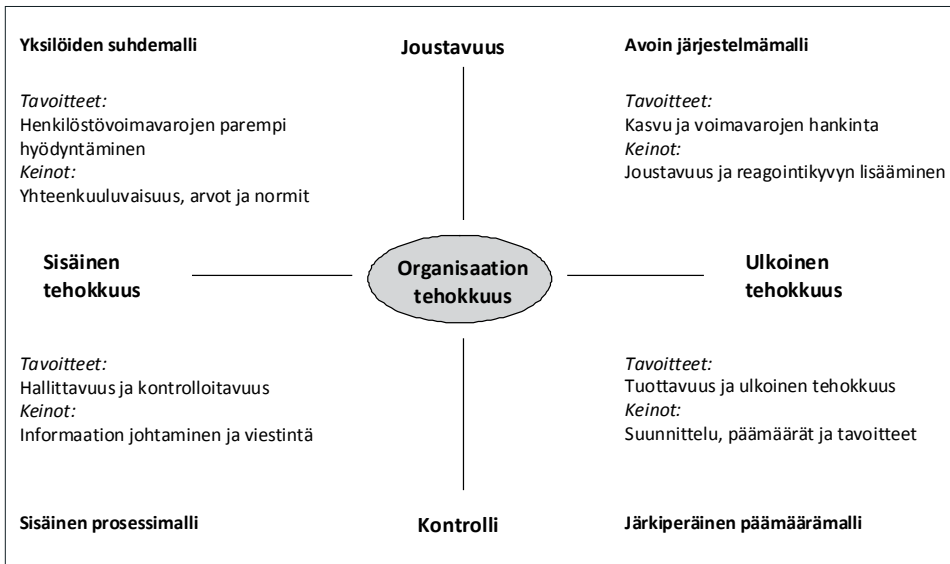 Yksilöiden suhdemalli
Joustavuus
Avoin järjestelmämalli
Tavoitteet:
Henkilöstövoimavarojen parempi
hyödyntäminen
Keinot:
Yhteenkuuluvaisuus, arvot ja normit
Tavoitteet:
Kasvu ja voimavarojen hankinta
Keinot:
Joustavuus ja reagointikyvyn lisääminen
Sisäinen
tehokkuus
Organisaation
tehokkuus
Ulkoinen
tehokkuus
Tavoitteet:
Hallittavuus ja kontrolloitavuus
Keinot:
Informaation johtaminen ja viestintä
Tavoitteet:
Tuottavuus ja ulkoinen tehokkuus
Keinot:
Suunnittelu, päämäärät ja tavoitteet
Sisäinen prosessimalli
Kontrolli
Järkiperäinen päämäärämalli